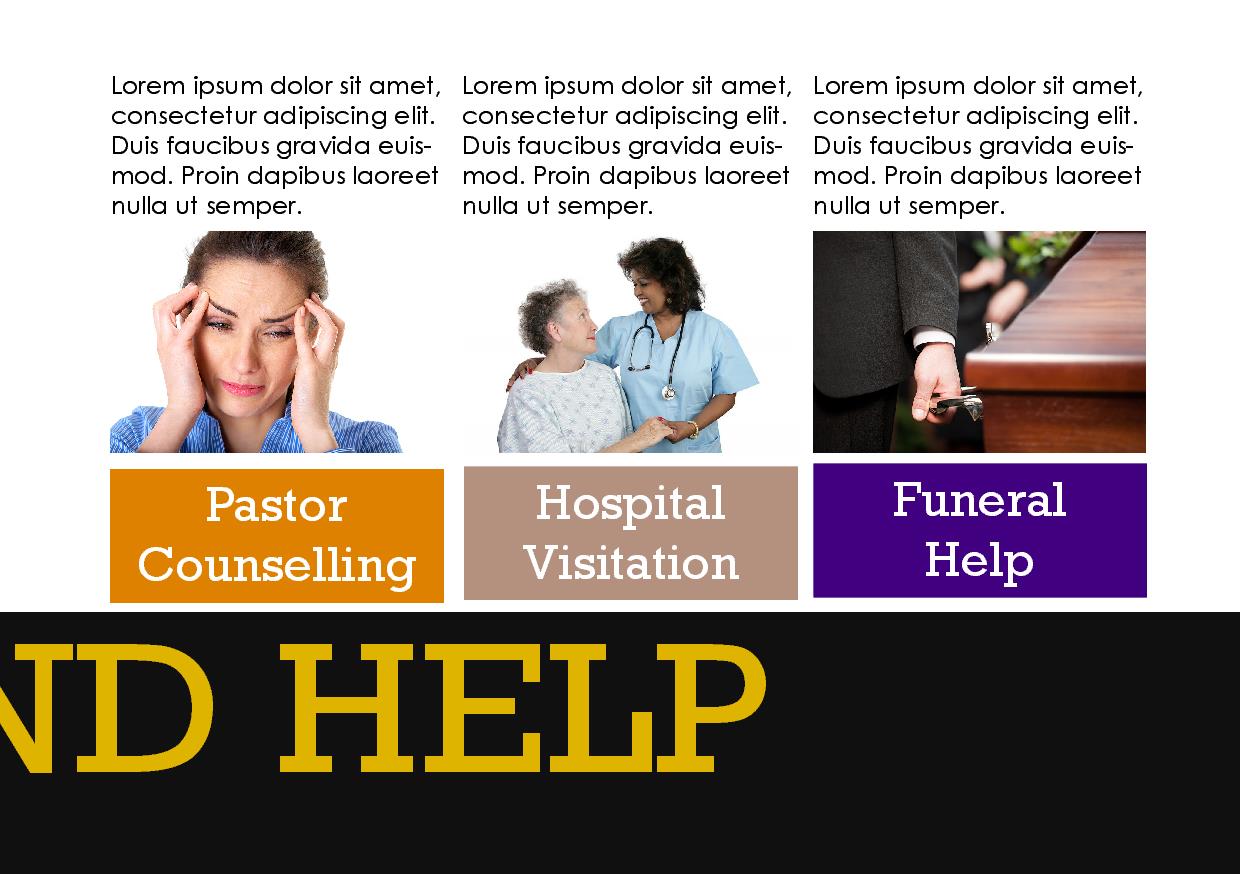 Lorem ipsum dolor sit amet,
consectetur adipiscing elit.
Duis faucibus gravida euis-
mod. Proin dapibus laoreet
nulla ut semper.
Lorem ipsum dolor sit amet,
consectetur adipiscing elit.
Duis faucibus gravida euis-
mod. Proin dapibus laoreet
nulla ut semper.
Lorem ipsum dolor sit amet,
consectetur adipiscing elit.
Duis faucibus gravida euis-
mod. Proin dapibus laoreet
nulla ut semper.
Pastor
Counselling
Hospital
Visitation
Funeral
Help
ND HELP